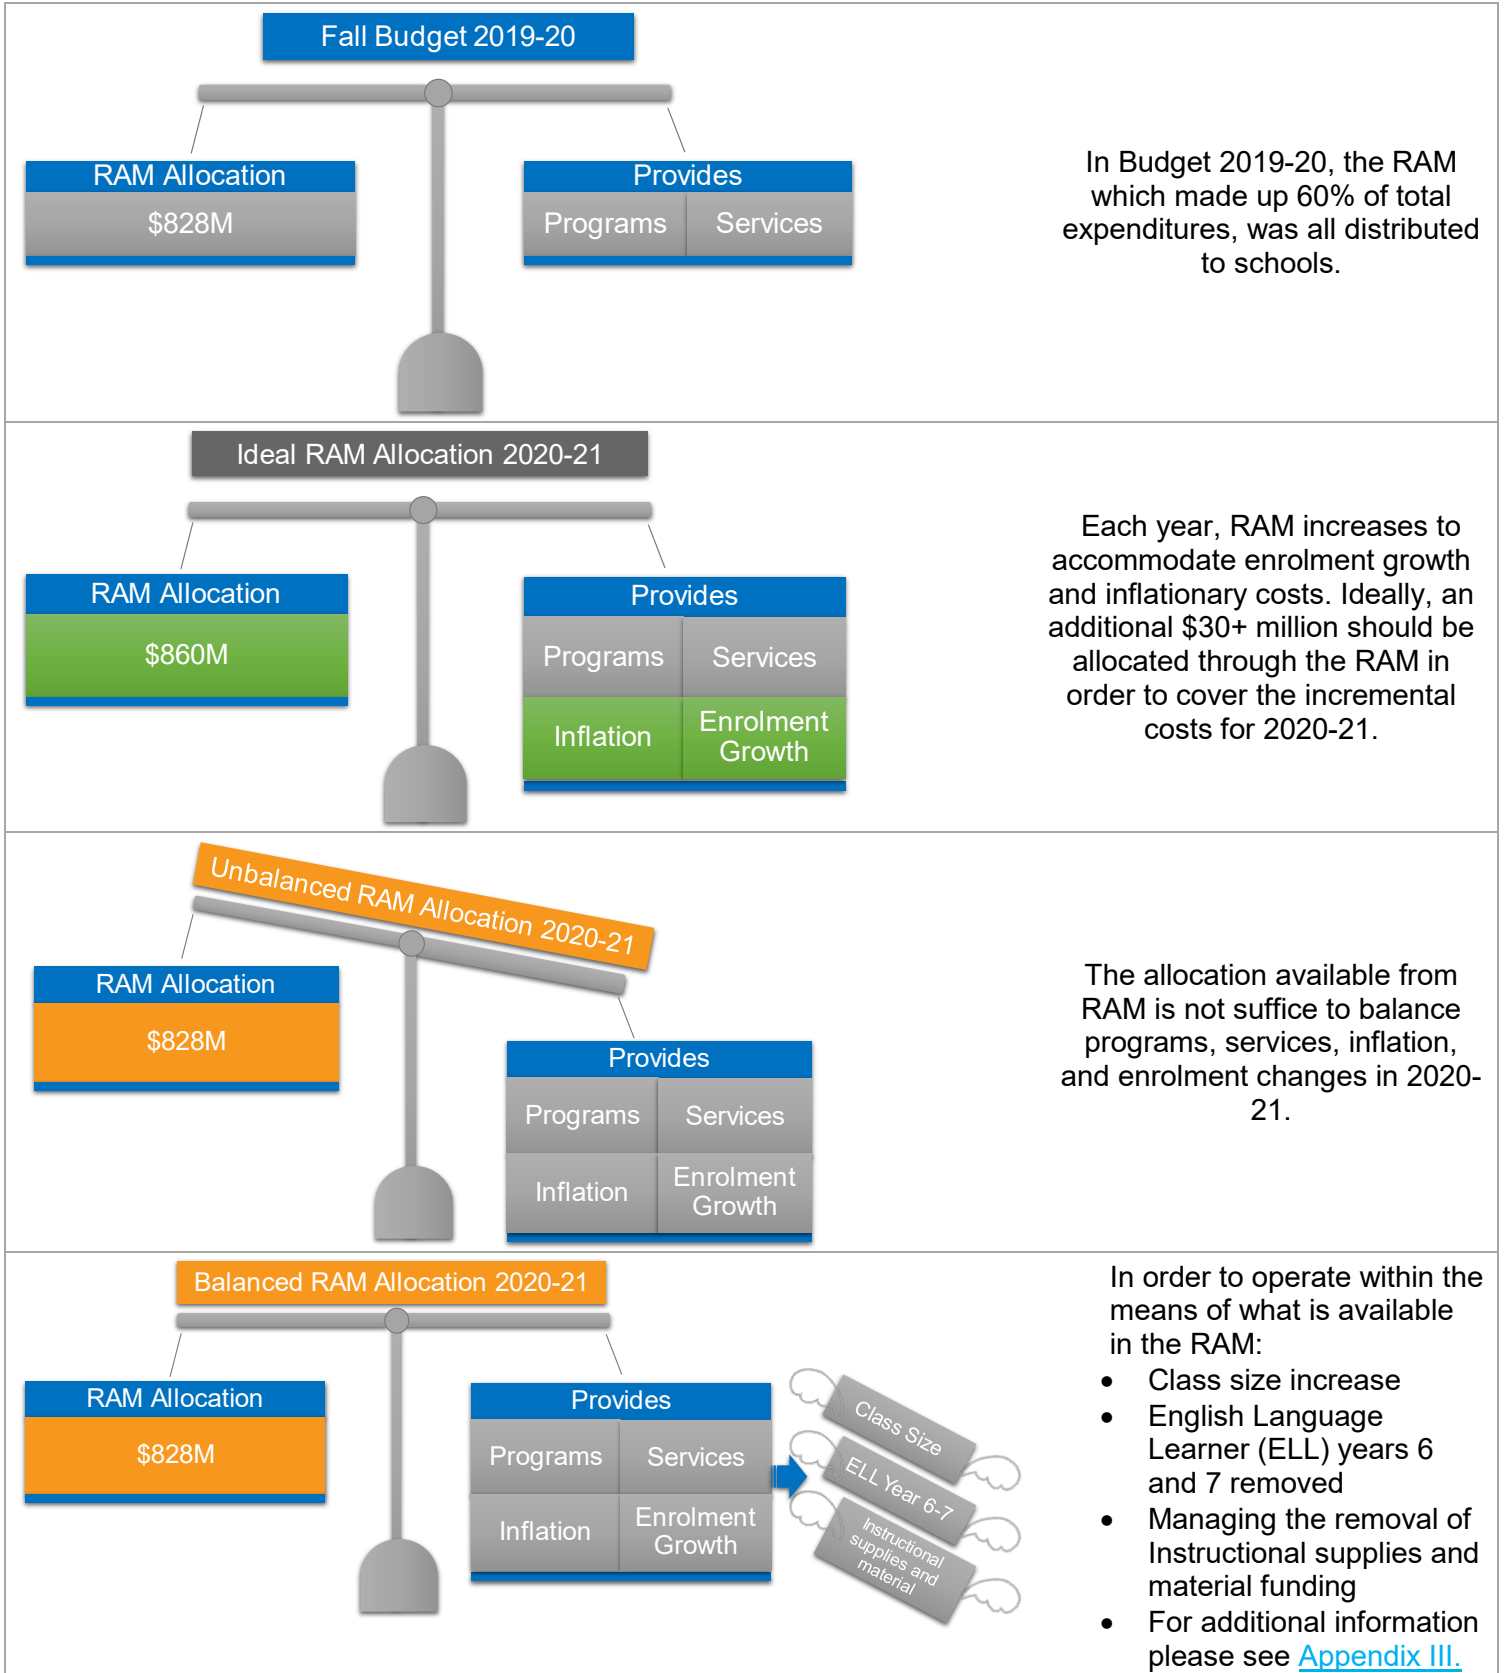 Fall Budget 2019-20
RAM Allocation
$828M
Provides
Programs
Services
In Budget 2019-20, the RAM
which made up 60% of total
expenditures, was all distributed
to schools.
Ideal RAM Allocation 2020-21
RAM Allocation
$860M
Provides
Programs
Services
Inflation
Enrolment
Growth
Each year, RAM increases to
accommodate enrolment growth
and inflationary costs. Ideally, an
additional $30+ million should be
allocated through the RAM in
order to cover the incremental
costs for 2020-21.
Unbalanced RAM Allocation 2020-21
RAM Allocation
$828M
Provides
Programs
Services
Inflation
Enrolment
Growth
The allocation available from
RAM is not suffice to balance
programs, services, inflation,
and enrolment changes in 2020-
21.
Balanced RAM Allocation 2020-21
RAM Allocation
$828M
Provides
Programs
Services
Inflation
Enrolment
Growth
Class Size
ELL Year 6-7
Instructional
supplies and
material
In order to operate within the
means of what is available
in the RAM:
• Class size increase
• English Language
Learner (ELL) years 6
and 7 removed
• Managing the removal of
Instructional supplies and
material funding
• For additional information
please see Appendix III.